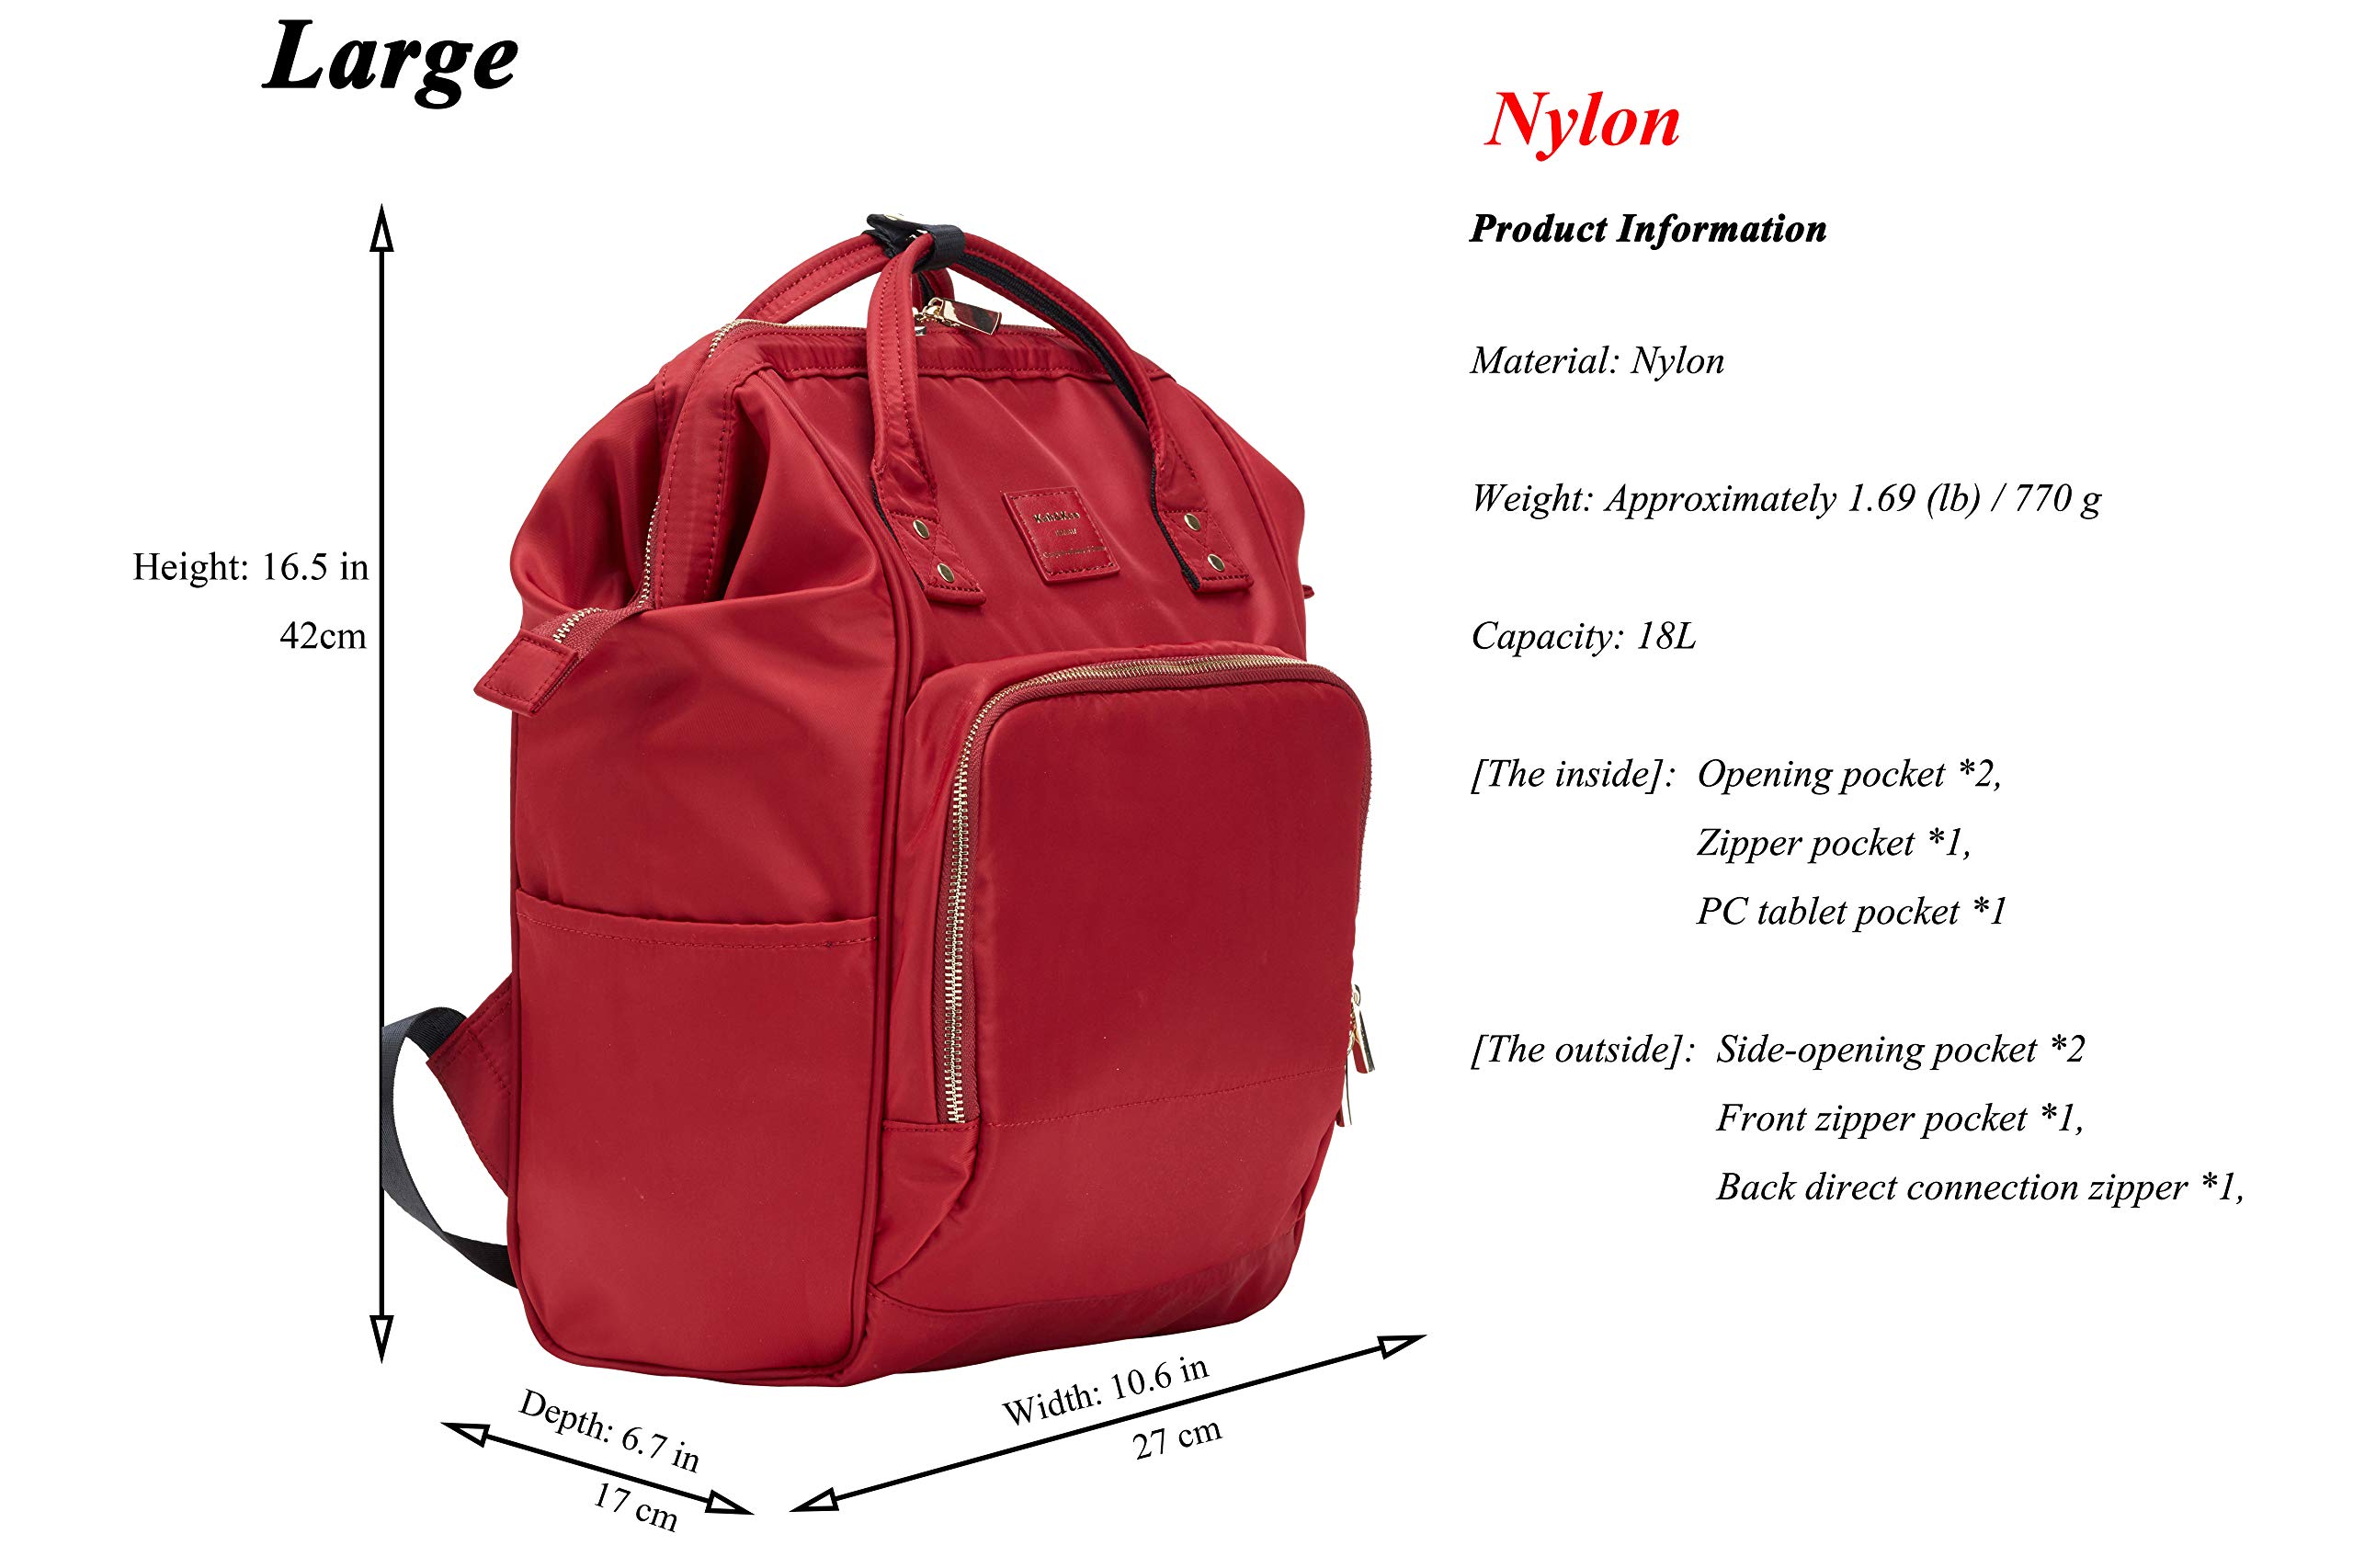 Large
Nylon
Product Information
Material: Nylon
Weight: Approximately 1.69 (lb) / 770 g
Height: 16.5 in
42cm
Capacity: 18L
[The inside]: Opening pocket *2,
Zipper pocket *1,
PC tablet pocket *1
[The outside]: Side-opening pocket *2
Front zipper pocket *1,
Back direct connection zipper *1,
Depth: 6.7 in
17 cm
Width: 10.6 in
27 cm